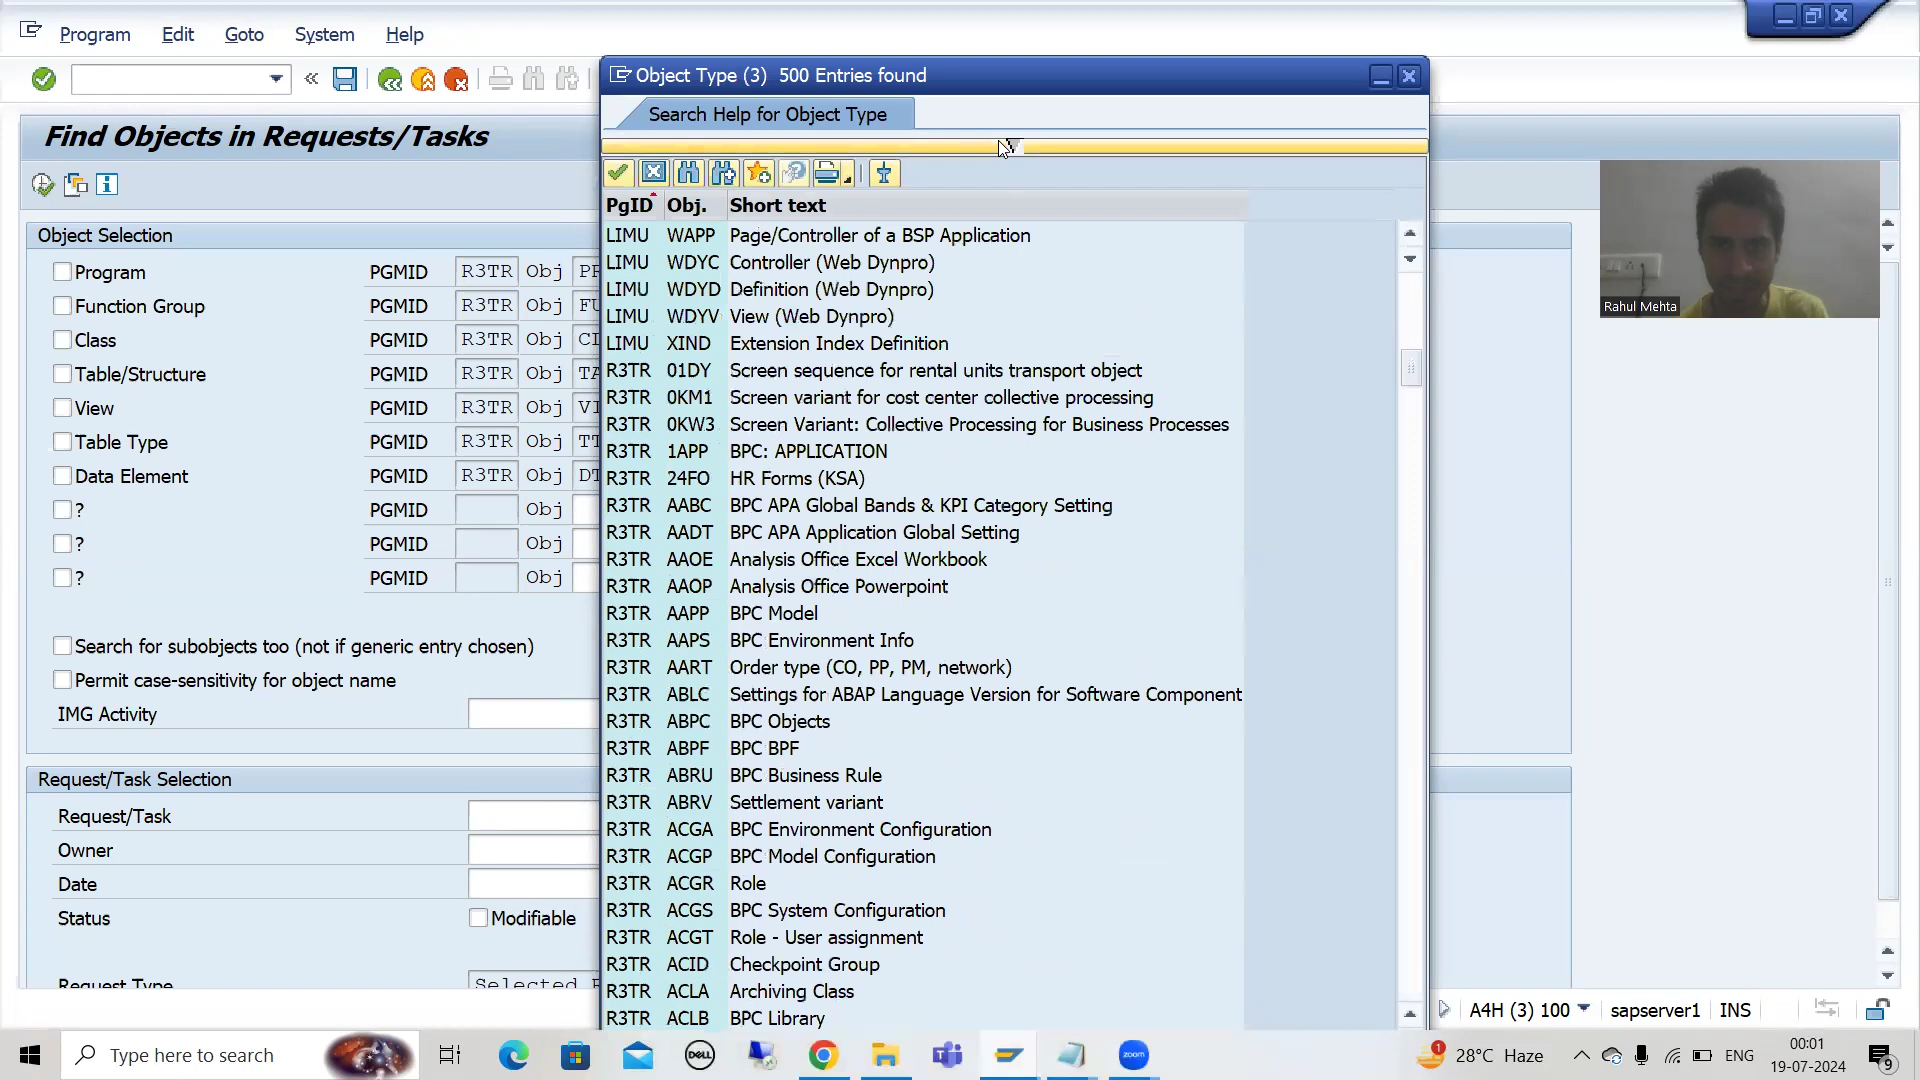 Program Edit Goto System Help
Find Objects in Requests/Tasks
Object Selection
Program PGMID R3TR Obj
Function Group PGMID R3TR Obj
Class PGMID R3TR Obj
Table/Structure PGMID R3TR Obj
View PGMID R3TR Obj
Table Type PGMID R3TR Obj
Data Element PGMID R3TR Obj
? PGMID Obj
? PGMID Obj
? PGMID Obj
Search for subobjects too (not if generic entry chosen)
Permit case-sensitivity for object name
IMG Activity
Request/Task Selection
Request/Task
Owner
Date
Status Modifiable
Request Type Selected
Object Type (3) 500 Entries found
Search Help for Object Type
PgID Obj. Short text
LIMU WAPP Page/Controller of a BSP Application
LIMU WDYC Controller (Web Dynpro)
LIMU WDYD Definition (Web Dynpro)
LIMU WDYV View (Web Dynpro)
LIMU XIND Extension Index Definition
R3TR 01DY Screen sequence for rental units transport object
R3TR 0KM1 Screen variant for cost center collective processing
R3TR 0KW3 Screen Variant: Collective Processing for Business Processes
R3TR 1APP BPC: APPLICATION
R3TR 24FO HR Forms (KSA)
R3TR AABC BPC APA Global Bands & KPI Category Setting
R3TR AADT BPC APA Application Global Setting
R3TR AAOE Analysis Office Excel Workbook
R3TR AAOP Analysis Office Powerpoint
R3TR AAPP BPC Model
R3TR AAPS BPC Environment Info
R3TR AART Order type (CO, PP, PM, network)
R3TR ABLC Settings for ABAP Language Version for Software Component
R3TR ABPC BPC Objects
R3TR ABPF BPC BPF
R3TR ABRU BPC Business Rule
R3TR ABRV Settlement variant
R3TR ACGA BPC Environment Configuration
R3TR ACGP BPC Model Configuration
R3TR ACGR Role
R3TR ACGS BPC System Configuration
R3TR ACGT Role - User assignment
R3TR ACID Checkpoint Group
R3TR ACLA Archiving Class
R3TR ACLB BPC Library
Rahul Mehta
A4H (3) 100 sapserver1 INS
Type here to search
DELL
zoom
1
28°C Haze
ENG
00:01
19-07-2024
9